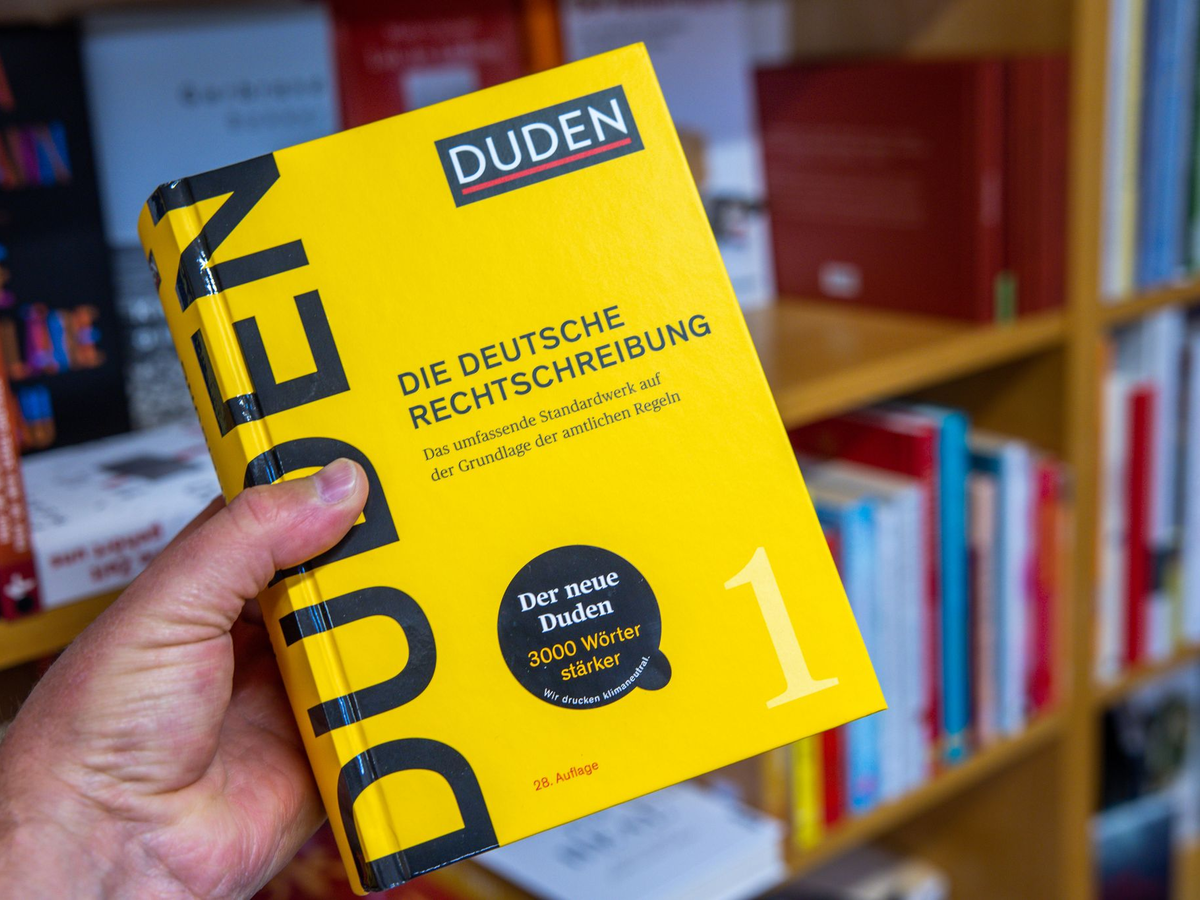 DUDEN
DUDEN
DIE DEUTSCHE
RECHTSCHREIBUNG
Das umfassende Standardwerk auf
der Grundlage der amtlichen Regeln
Der neue
Duden
3000 Wörter
stärker
Wir drucken klimaneutral.
1
28. Auflage